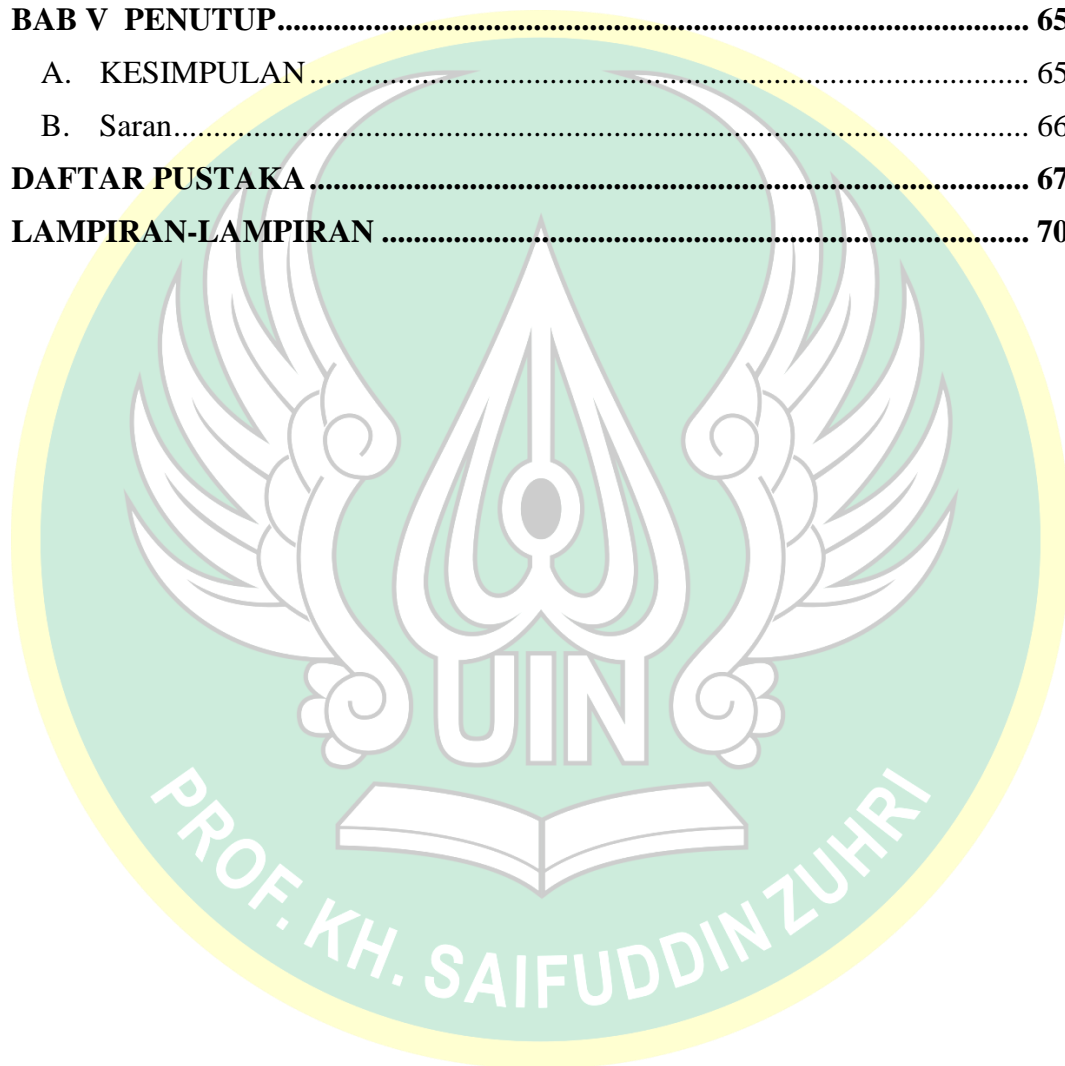 BAB V PENUTUP.......................................................................................... 65
A. KESIMPULAN...................................................................................... 65
B. Saran...................................................................................................... 66
DAFTAR PUSTAKA...................................................................................... 67
LAMPIRAN-LAMPIRAN............................................................................. 70
UIN
PROF. KH. SAIFUDDIN ZUHRI